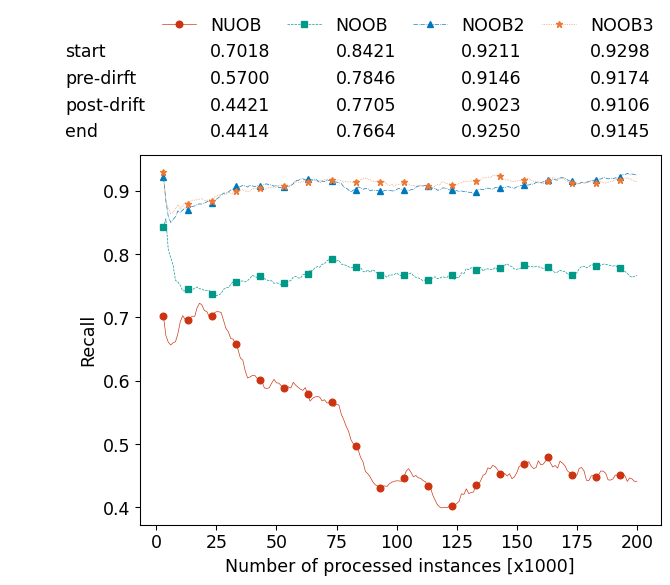 NUOB NOOB NOOB2 NOOB3
start 0.7018 0.8421 0.9211 0.9298
pre-dirft 0.5700 0.7846 0.9146 0.9174
post-drift 0.4421 0.7705 0.9023 0.9106
end 0.4414 0.7664 0.9250 0.9145
0.9
0.8
0.7
0.6
0.5
0.4
Recall
0 25 50 75 100 125 150 175 200
Number of processed instances [x1000]